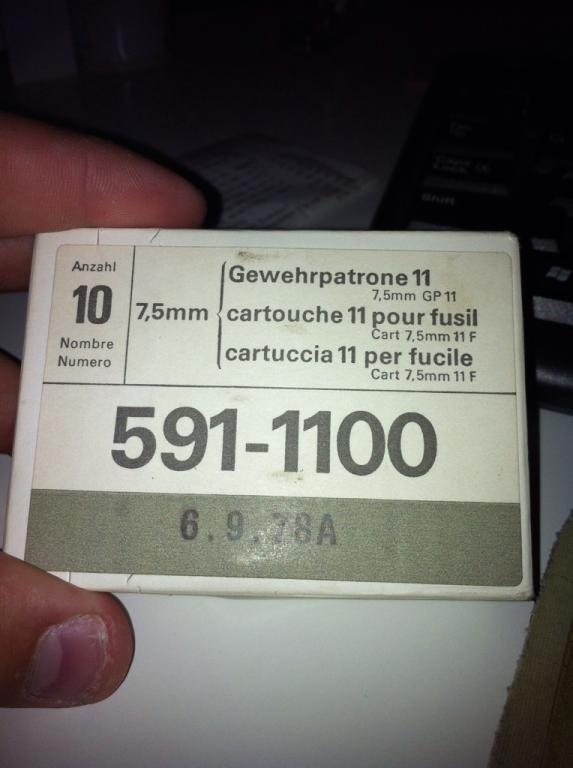 Anzahl
10
Nombre
Numero
7,5mm
Gewehrpatrone 11
7,5mm GP 11
cartouche 11 pour fusil
Cart 7,5mm 11 F
cartuccia 11 per fucile
Cart 7,5mm 11 F
591-1100
6.9.78A
Shift